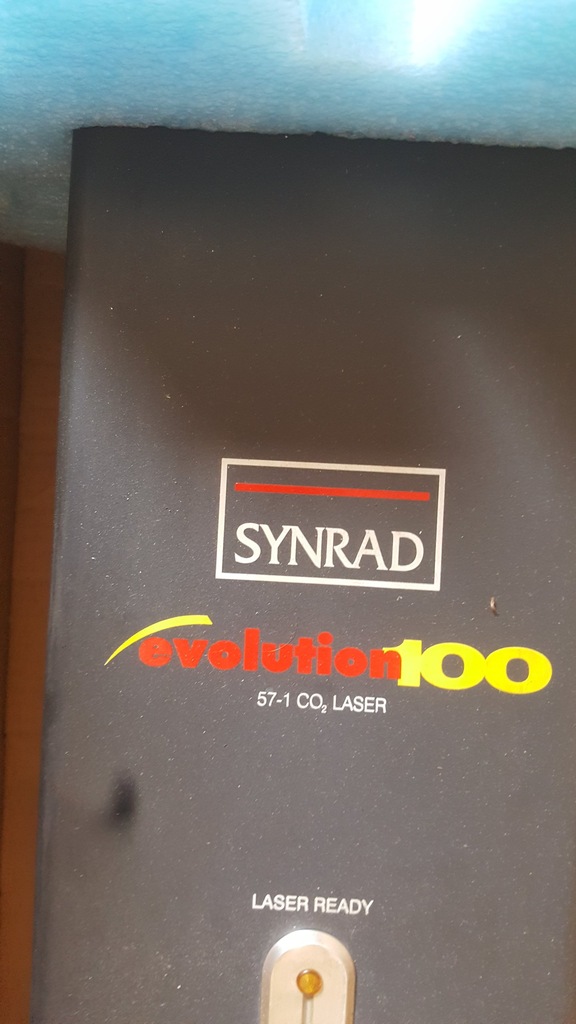 SYNRAD
evolution100
57-1 CO₂ LASER
LASER READY